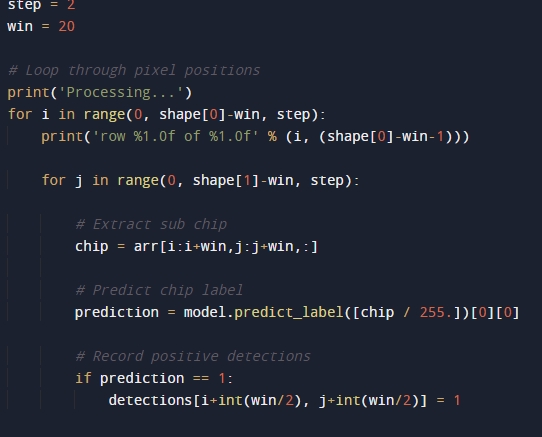 step = 2
win = 20
# Loop through pixel positions
print('Processing...')
for i in range(0, shape[0]-win, step):
    print('row %1.0f of %1.0f' % (i, (shape[0]-win-1)))
    for j in range(0, shape[1]-win, step):
        # Extract sub chip
        chip = arr[i:i+win,j:j+win,:]
        # Predict chip label
        prediction = model.predict_label([chip / 255.])[0][0]
        # Record positive detections
        if prediction == 1:
            detections[i+int(win/2), j+int(win/2)] = 1